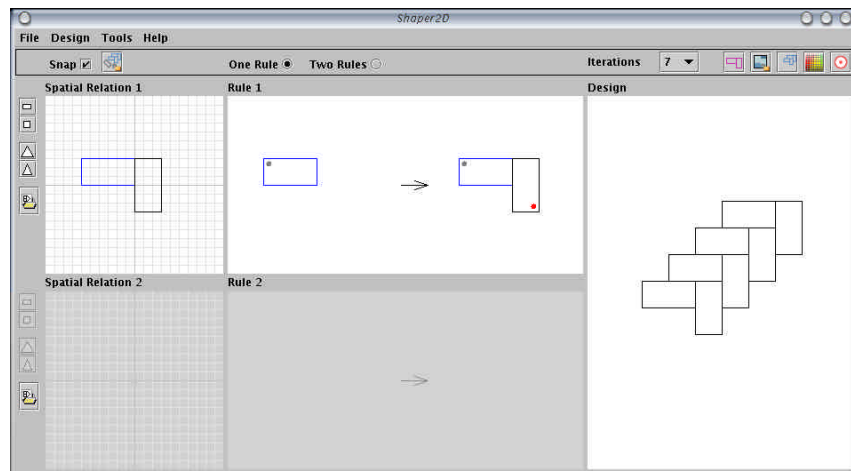 Shaper2D
File Design Tools Help
Snap One Rule Two Rules Iterations 7
Spatial Relation 1 Rule 1 Design
Spatial Relation 2 Rule 2